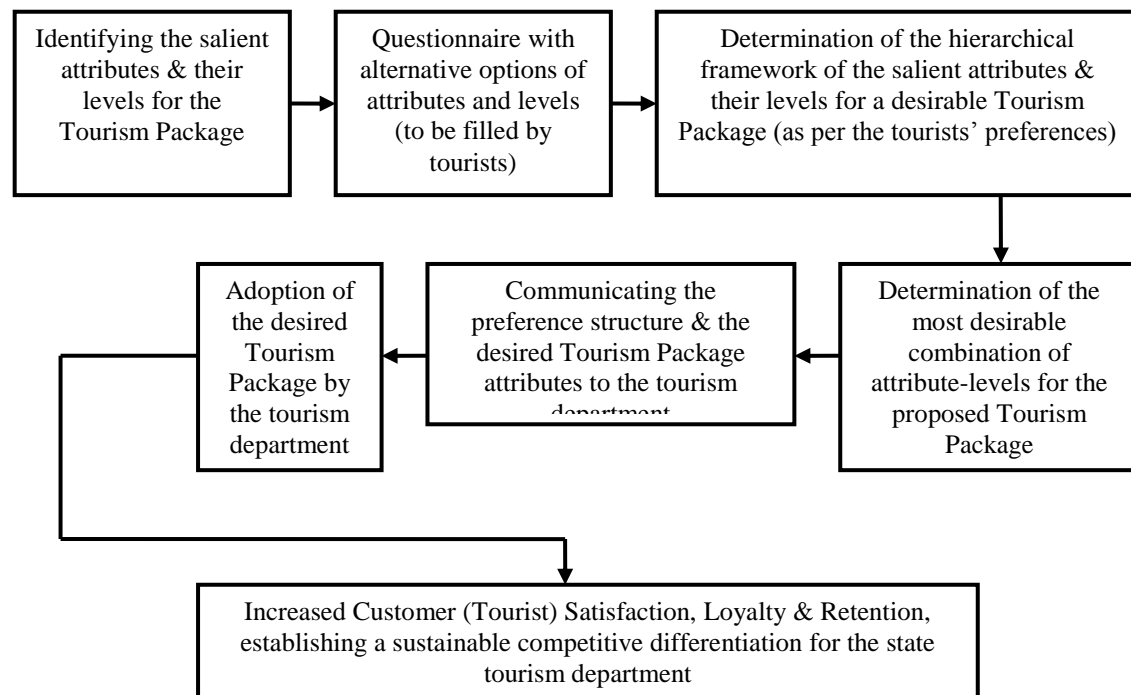 Identifying the salient
attributes & their
levels for the
Tourism Package
Questionnaire with
alternative options of
attributes and levels
(to be filled by
tourists)
Determination of the hierarchical
framework of the salient attributes &
their levels for a desirable Tourism
Package (as per the tourists’ preferences)
Determination of the
most desirable
combination of
attribute-levels for the
proposed Tourism
Package
Communicating the
preference structure & the
desired Tourism Package
attributes to the tourism
department
Adoption of
the desired
Tourism
Package by
the tourism
department
Increased Customer (Tourist) Satisfaction, Loyalty & Retention,
establishing a sustainable competitive differentiation for the state
tourism department